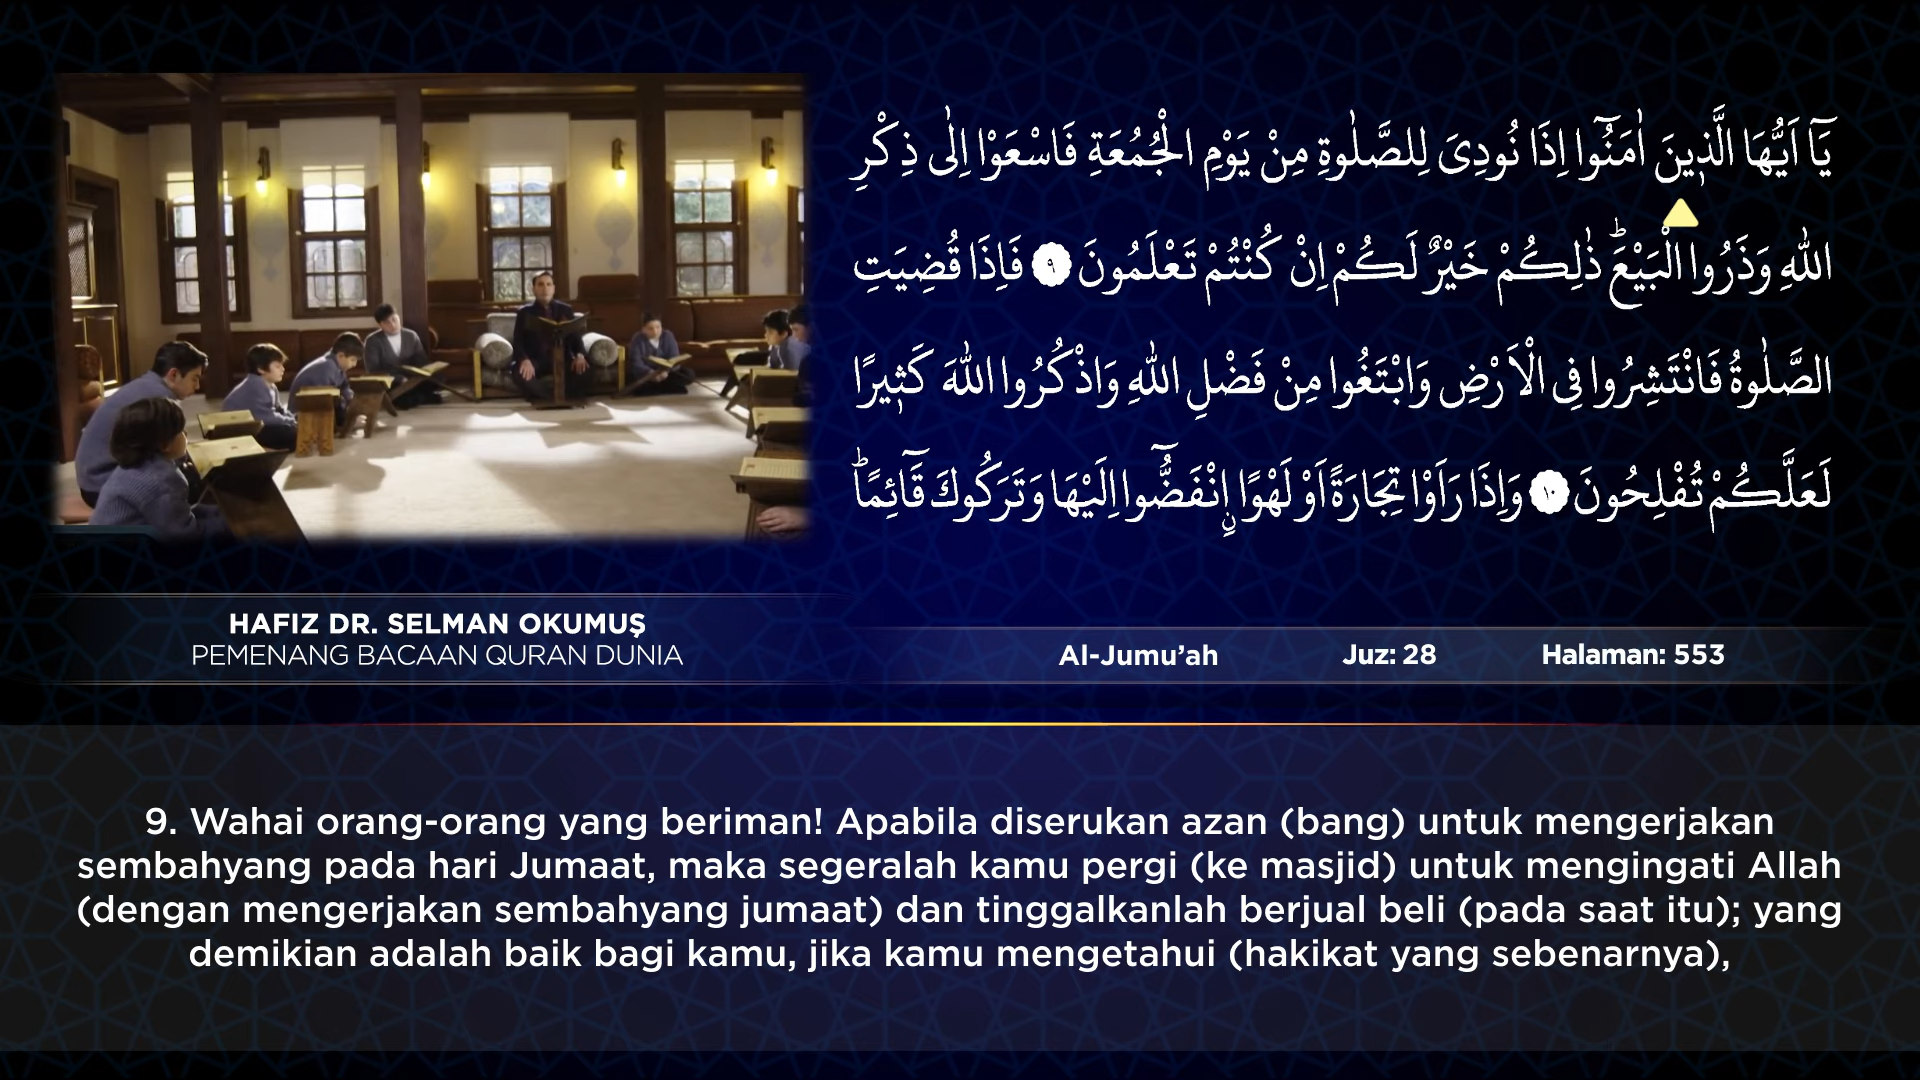 يَٓا اَيُّهَا الَّذ۪ينَ اٰمَنُٓوا اِذَا نُودِىَ لِلصَّلٰوةِ مِنْ يَوْمِ الْجُمُعَةِ فَاسْعَوْا اِلٰى ذِكْرِ
اللّٰهِ وَذَرُوا الْبَيْعَۜ ذٰلِكُمْ خَيْرٌ لَكُمْ اِنْ كُنْتُمْ تَعْلَمُونَ ٩ فَاِذَا قُضِيَتِ
الصَّلٰوةُ فَانْتَشِرُوا فِى الْاَرْضِ وَابْتَغُوا مِنْ فَضْلِ اللّٰهِ وَاذْكُرُوا اللّٰهَ كَث۪يرًا
لَعَلَّكُمْ تُفْلِحُونَ ١٠ وَاِذَا رَاَوْا تِجَارَةً اَوْ لَهْوًا ۨانْفَضُّٓوا اِلَيْهَا وَتَرَكُوكَ قَٓائِمًاۜ
HAFIZ DR. SELMAN OKUMUŞ
PEMENANG BACAAN QURAN DUNIA
Al-Jumu’ah Juz: 28 Halaman: 553
9. Wahai orang-orang yang beriman! Apabila diserukan azan (bang) untuk mengerjakan
sembahyang pada hari Jumaat, maka segeralah kamu pergi (ke masjid) untuk mengingati Allah
(dengan mengerjakan sembahyang jumaat) dan tinggalkanlah berjual beli (pada saat itu); yang
demikian adalah baik bagi kamu, jika kamu mengetahui (hakikat yang sebenarnya),